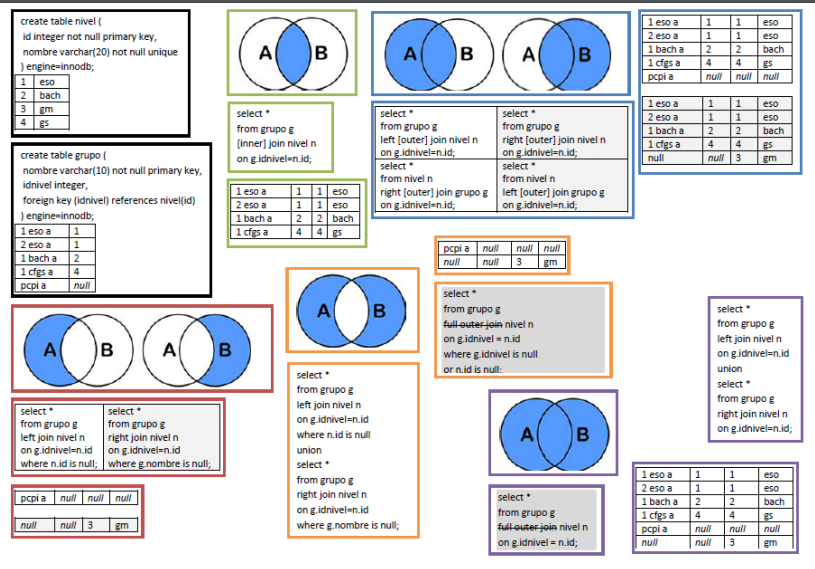 create table nivel (
id integer not null primary key,
nombre varchar(20) not null unique
) engine=innodb;
1 eso
2 bach
3 gm
4 gs
create table grupo (
nombre varchar(10) not null primary key,
idnivel integer,
foreign key (idnivel) references nivel(id)
) engine=innodb;
1 eso a 1
2 eso a 1
1 bach a 2
1 cfgs a 4
pcpi a null
A B
select *
from grupo g
[inner] join nivel n
on g.idnivel=n.id;
1 eso a 1 1 eso
2 eso a 1 1 eso
1 bach a 2 2 bach
1 cfgs a 4 4 gs
A B A B
select *
from grupo g
left [outer] join nivel n
on g.idnivel=n.id;
select *
from grupo g
right [outer] join nivel n
on g.idnivel=n.id;
select *
from nivel n
right [outer] join grupo g
on g.idnivel=n.id;
select *
from nivel n
left [outer] join grupo g
on g.idnivel=n.id;
1 eso a 1 1 eso
2 eso a 1 1 eso
1 bach a 2 2 bach
1 cfgs a 4 4 gs
pcpi a null null null
1 eso a 1 1 eso
2 eso a 1 1 eso
1 bach a 2 2 bach
1 cfgs a 4 4 gs
null null 3 gm
A B A B
select *
from grupo g
left join nivel n
on g.idnivel=n.id
where n.id is null;
select *
from grupo g
right join nivel n
on g.idnivel=n.id
where g.nombre is null;
pcpi a null null null
null null 3 gm
A B
select *
from grupo g
left join nivel n
on g.idnivel=n.id
where n.id is null
union
select *
from grupo g
right join nivel n
on g.idnivel=n.id
where g.nombre is null;
pcpi a null null null
null null 3 gm
select *
from grupo g
full outer join nivel n
on g.idnivel = n.id
where g.idnivel is null
or n.id is null;
A B
select *
from grupo g
full outer join nivel n
on g.idnivel = n.id;
select *
from grupo g
left join nivel n
on g.idnivel=n.id
union
select *
from grupo g
right join nivel n
on g.idnivel=n.id;
1 eso a 1 1 eso
2 eso a 1 1 eso
1 bach a 2 2 bach
1 cfgs a 4 4 gs
pcpi a null null null
null null 3 gm